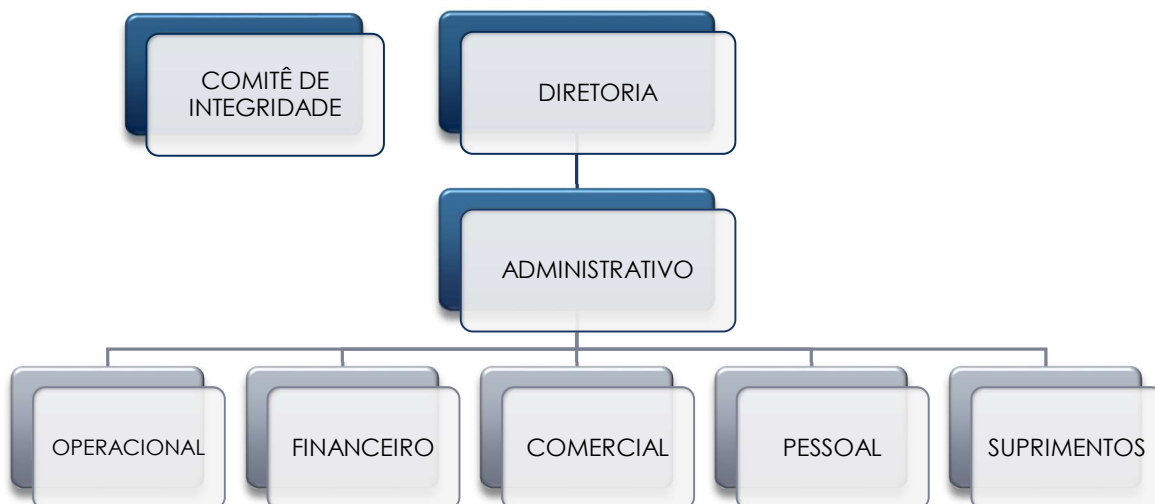 COMITÊ DE
INTEGRIDADE
DIRETORIA
ADMINISTRATIVO
OPERACIONAL
FINANCEIRO
COMERCIAL
PESSOAL
SUPRIMENTOS